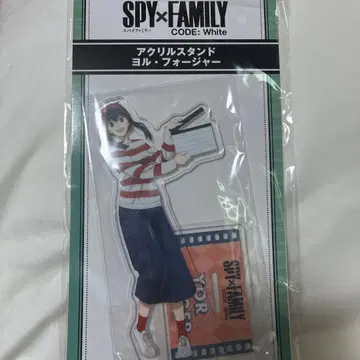 SPY×FAMILY
スパイファミリー
CODE: White
アクリルスタンド
ヨル・フォージャー
SPY×FAMILY
YOR